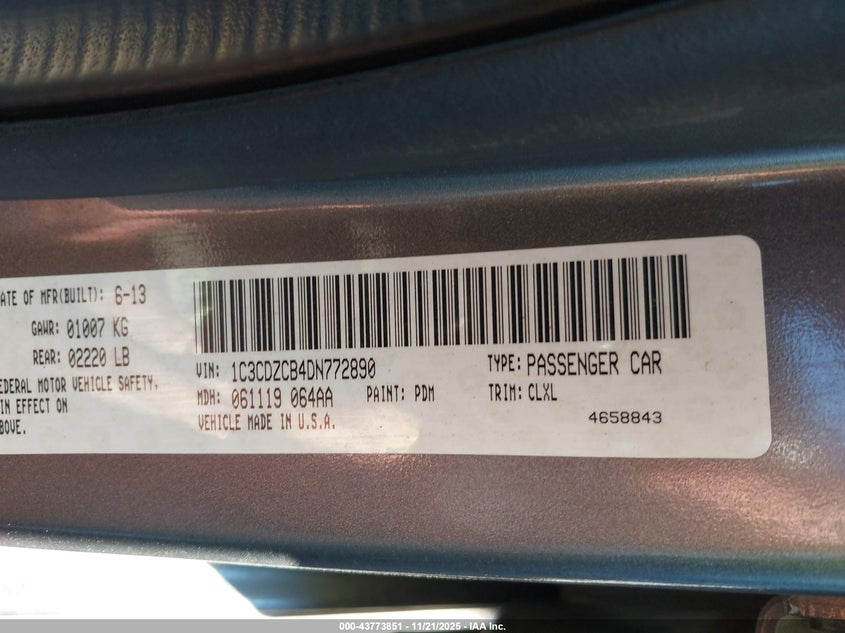 ATE OF MFR(BUILT): 6-13
GAWR: 01007 KG
REAR: 02220 LB
EDERAL MOTOR VEHICLE SAFETY,
IN EFFECT ON
BOVE.
VIN: 1C3CDZCB4DN772890
TYPE: PASSENGER CAR
MDH: 061119 064AA
PAINT: PDM
TRIM: CLXL
VEHICLE MADE IN U.S.A.
4658843
000-43773851 - 11/21/2025 - IAA Inc.